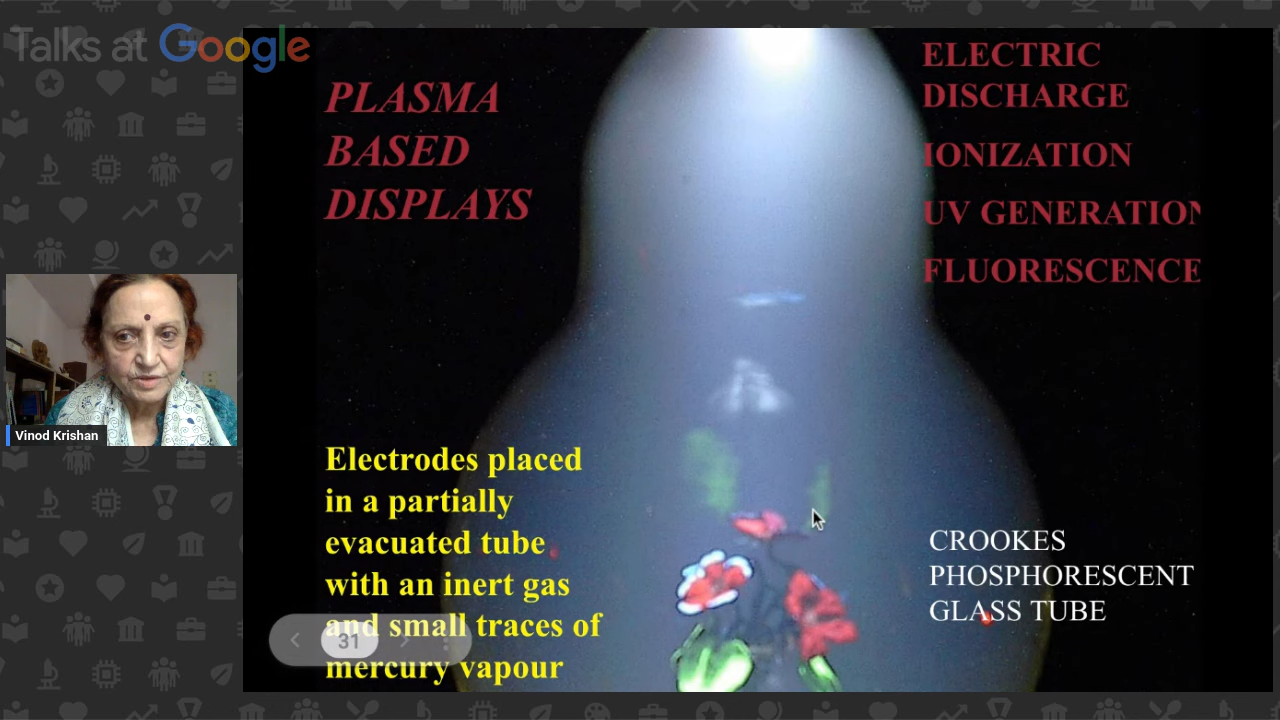 Talks at Google
PLASMA
BASED
DISPLAYS
ELECTRIC
DISCHARGE
IONIZATION
UV GENERATION
FLUORESCENCE
Vinod Krishan
Electrodes placed
in a partially
evacuated tube
with an inert gas
and small traces of
mercury vapour
31
CROOKES
PHOSPHORESCENT
GLASS TUBE